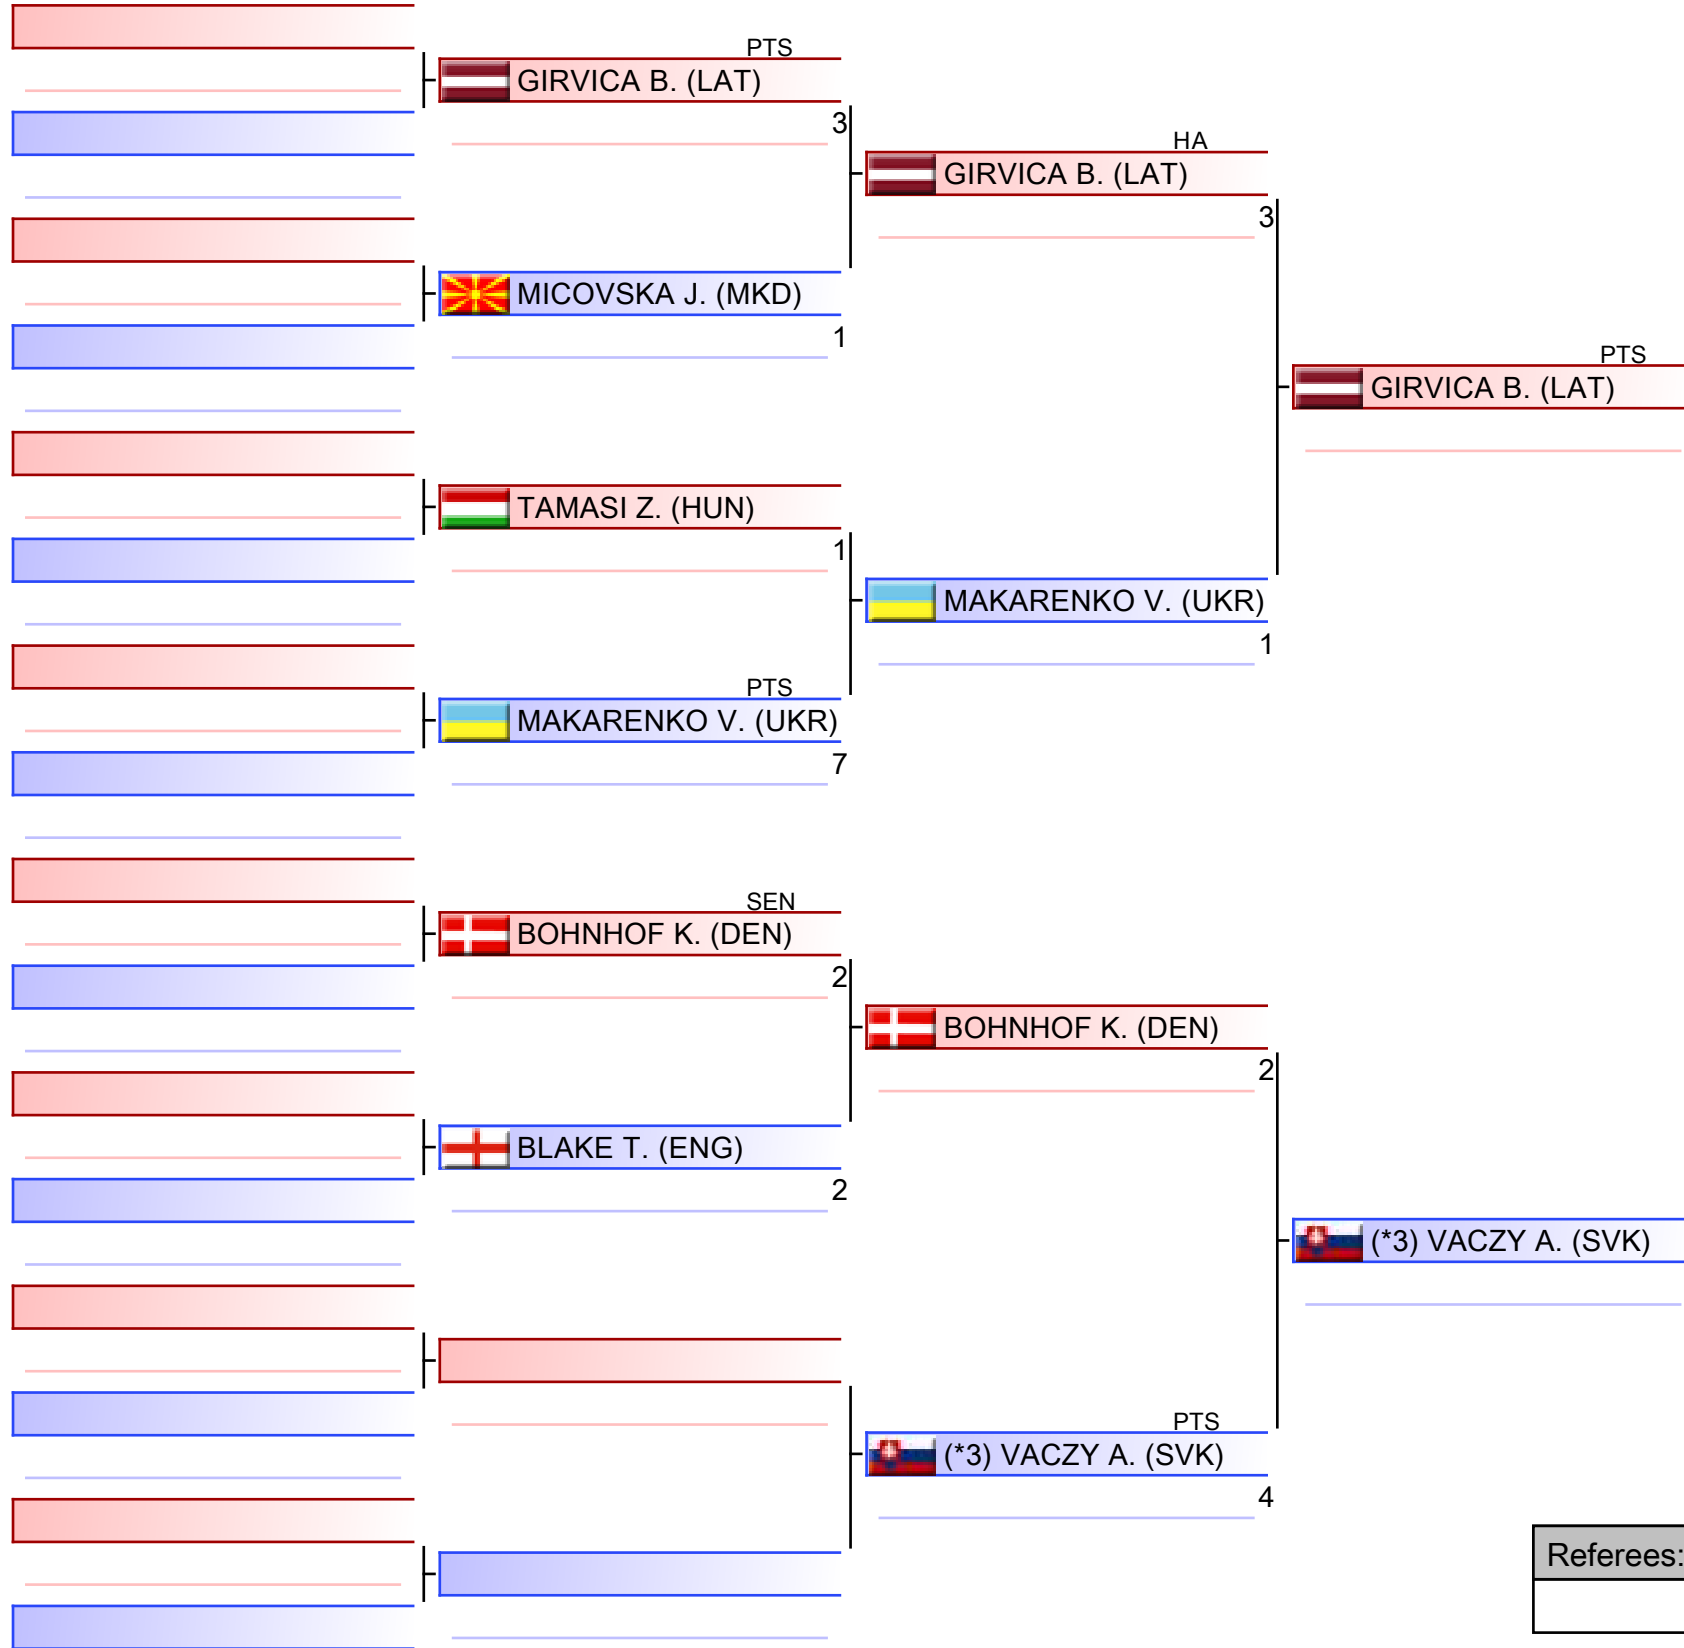 PTS
GIRVICA B. (LAT)
3
HA
GIRVICA B. (LAT)
3
MICOVSKA J. (MKD)
1
PTS
GIRVICA B. (LAT)
TAMASI Z. (HUN)
1
MAKARENKO V. (UKR)
1
PTS
MAKARENKO V. (UKR)
7
SEN
BOHNHOF K. (DEN)
2
BOHNHOF K. (DEN)
2
BLAKE T. (ENG)
2
(*3) VACZY A. (SVK)
PTS
(*3) VACZY A. (SVK)
4
Referees: